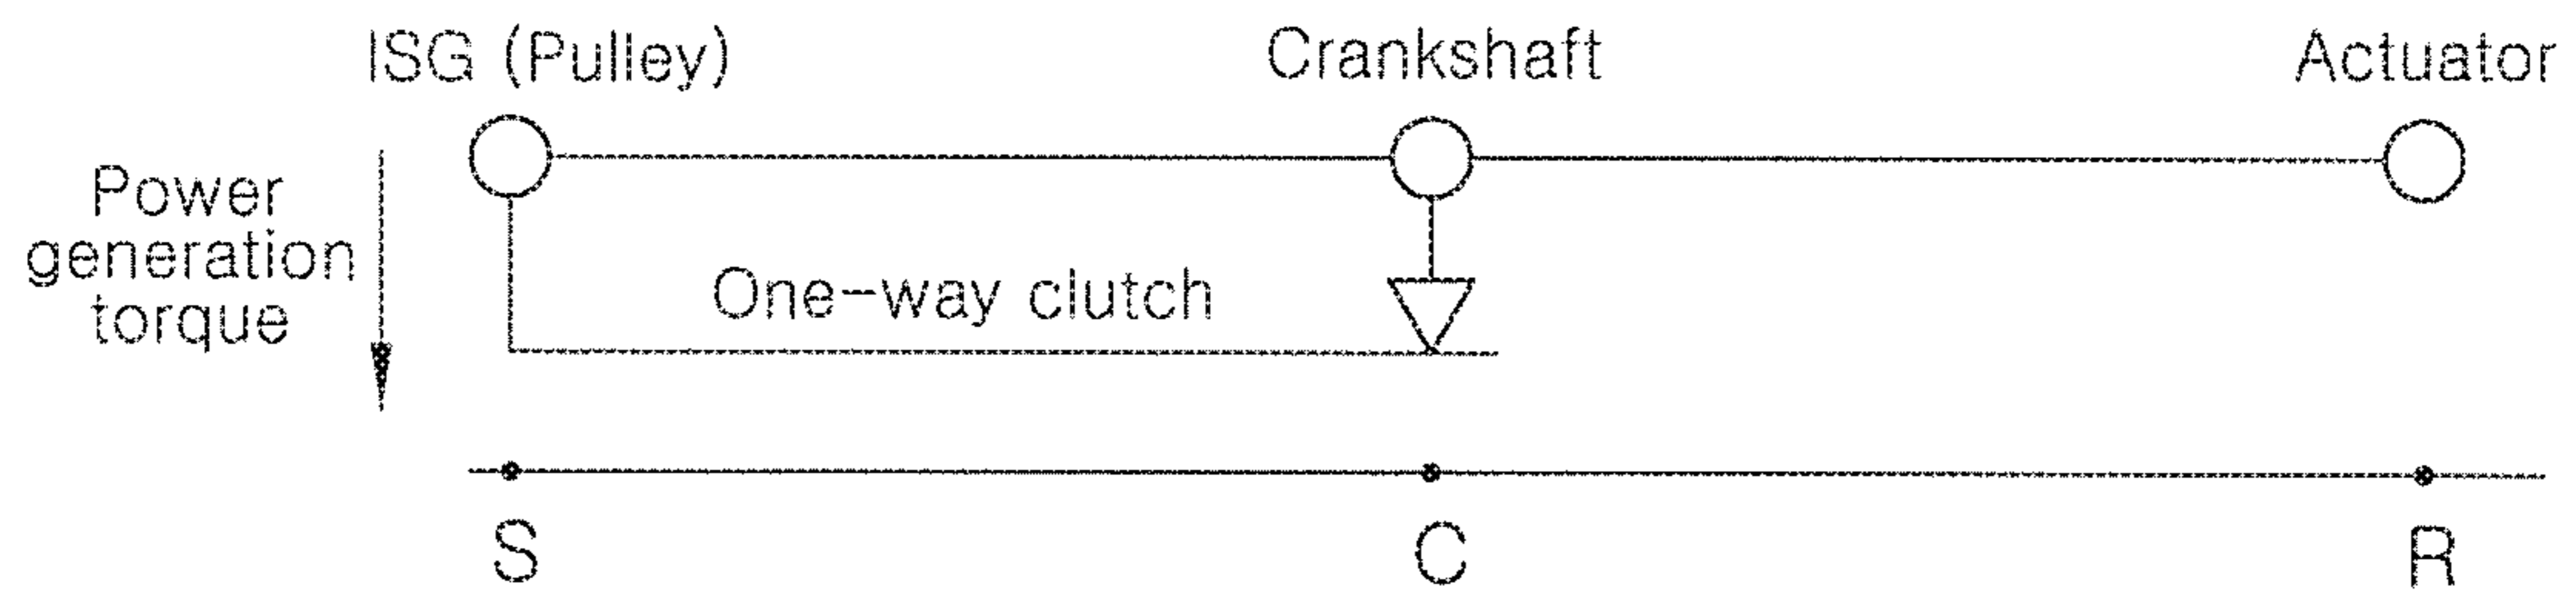 ISG (Pulley)
Crankshaft
Actuator
Power
generation
torque
One-way clutch
S
C
R